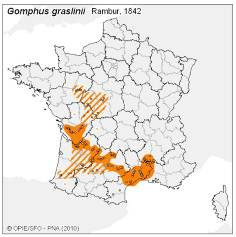 Gomphus graslinii Rambur, 1842
© OPIE/SFO - PNA (2010)